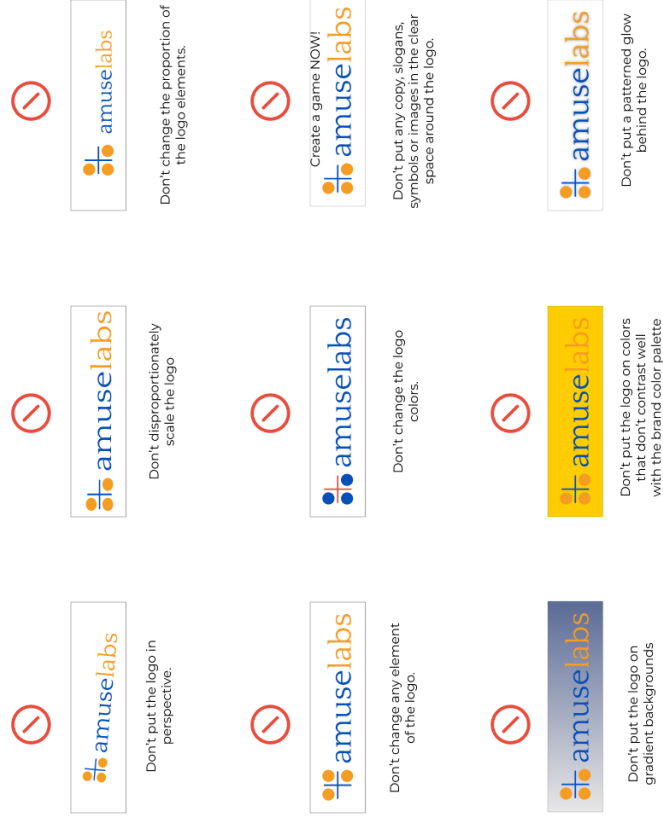 amuselabs
Don't put the logo in
perspective.
amuselabs
Don't disproportionately
scale the logo
amuselabs
Don't change the proportion of
the logo elements.
amuselabs
Don't change any element
of the logo.
amuselabs
Don't change the logo
colors.
Create a game NOW!
amuselabs
Don't put any copy, slogans,
symbols or images in the clear
space around the logo.
amuselabs
Don't put the logo on
gradient backgrounds
amuselabs
Don't put the logo on colors
that don't contrast well
with the brand color palette
amuselabs
Don't put a patterned glow
behind the logo.